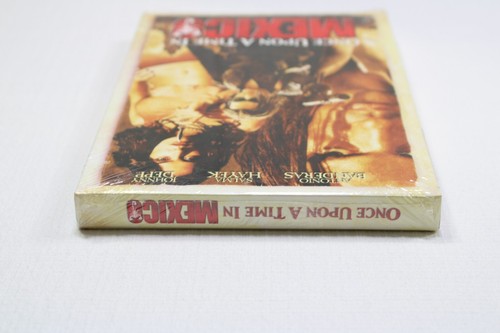 ONCE UPON A TIME IN
MEXICO
ANTONIO
BANDERAS
SALMA
HAYEK
JOHNNY
DEPP
ONCE UPON A TIME IN MEXICO